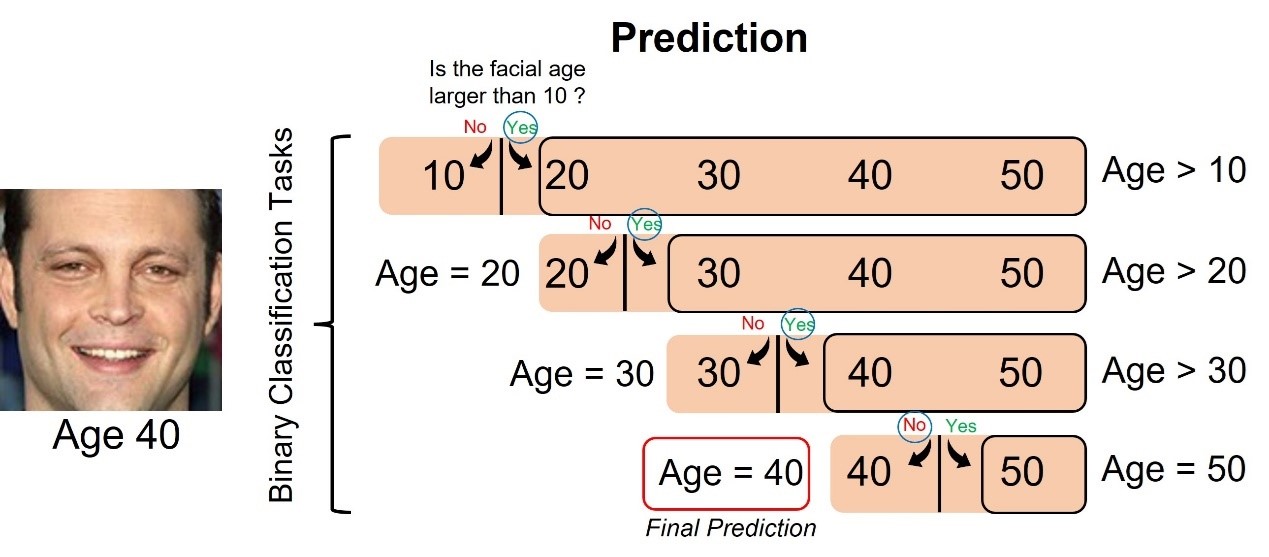 Prediction
Is the facial age
larger than 10 ?
No Yes
10 20 30 40 50 Age > 10
No Yes
Age = 20 20 30 40 50 Age > 20
No Yes
Age = 30 30 40 50 Age > 30
No Yes
Age = 40 40 50 Age = 50
Final Prediction
Binary Classification Tasks
Age 40